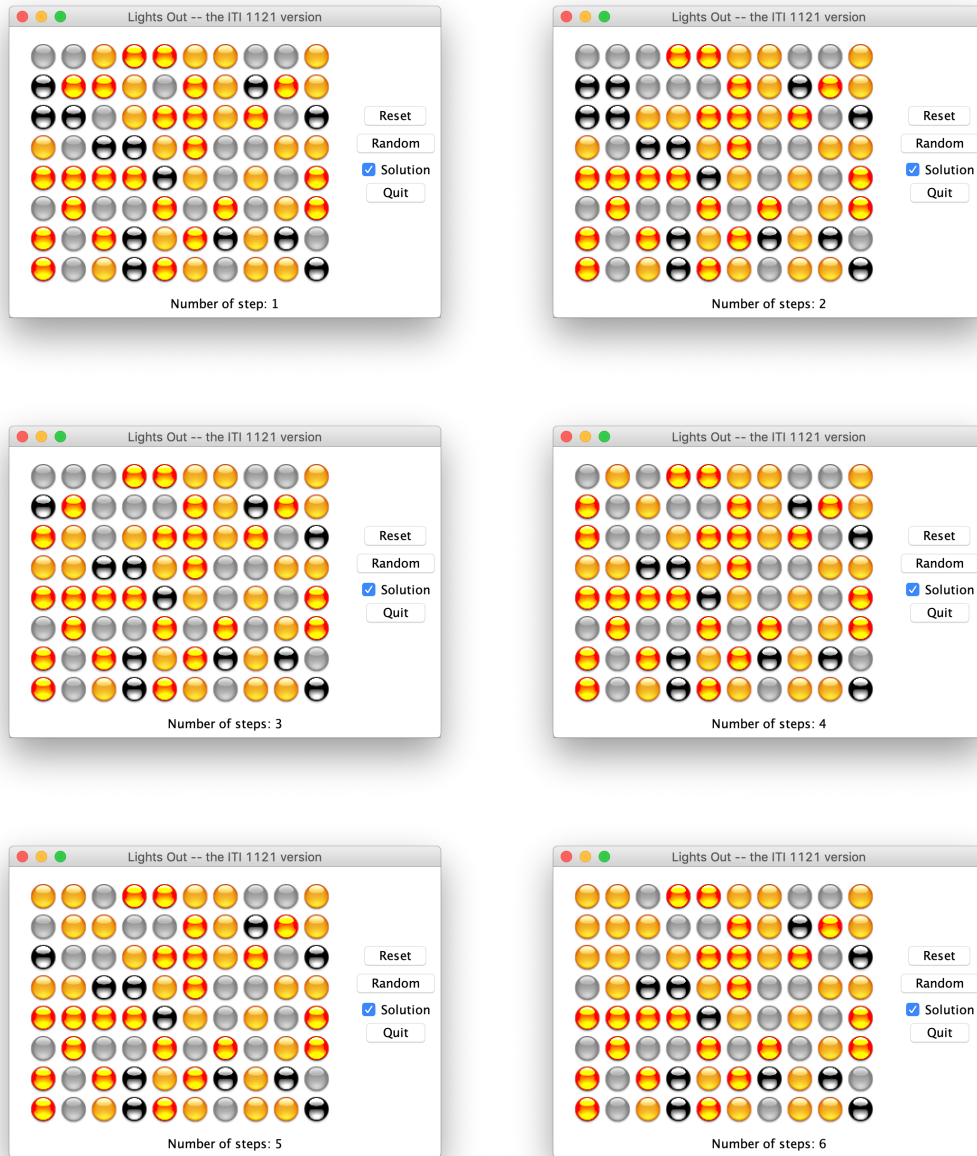 Lights Out -- the ITI 1121 version
Reset
Random
Solution
Quit
Number of step: 1
Lights Out -- the ITI 1121 version
Reset
Random
Solution
Quit
Number of steps: 2
Lights Out -- the ITI 1121 version
Reset
Random
Solution
Quit
Number of steps: 3
Lights Out -- the ITI 1121 version
Reset
Random
Solution
Quit
Number of steps: 4
Lights Out -- the ITI 1121 version
Reset
Random
Solution
Quit
Number of steps: 5
Lights Out -- the ITI 1121 version
Reset
Random
Solution
Quit
Number of steps: 6